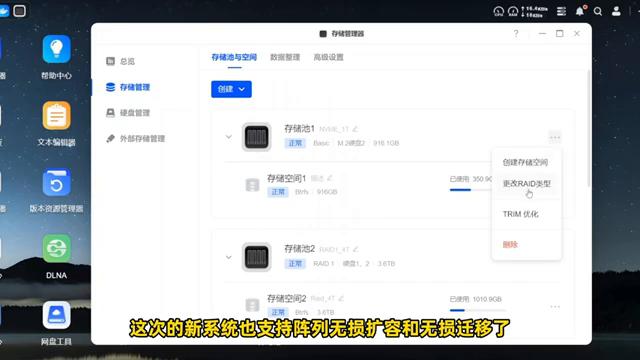 存储管理器
帮助中心
文本编辑器
版本资源管理器
DLNA
网盘工具
总览
存储管理
硬盘管理
外部存储管理
存储池与空间
数据整理
高级设置
创建
存储池1 NVME_1T
正常 Basic M.2硬盘2 916.1GB
存储空间1 描述
正常 Btrfs 916GB
已使用: 350.9G
创建存储空间
更改RAID类型
TRIM 优化
删除
存储池2 RAID1_4T
正常 RAID 1 硬盘1、2 3.6TB
存储空间2 Raid_4T
正常 Btrfs 3.6TB
已使用: 1010.9GB
这次的新系统也支持阵列无损扩容和无损迁移了